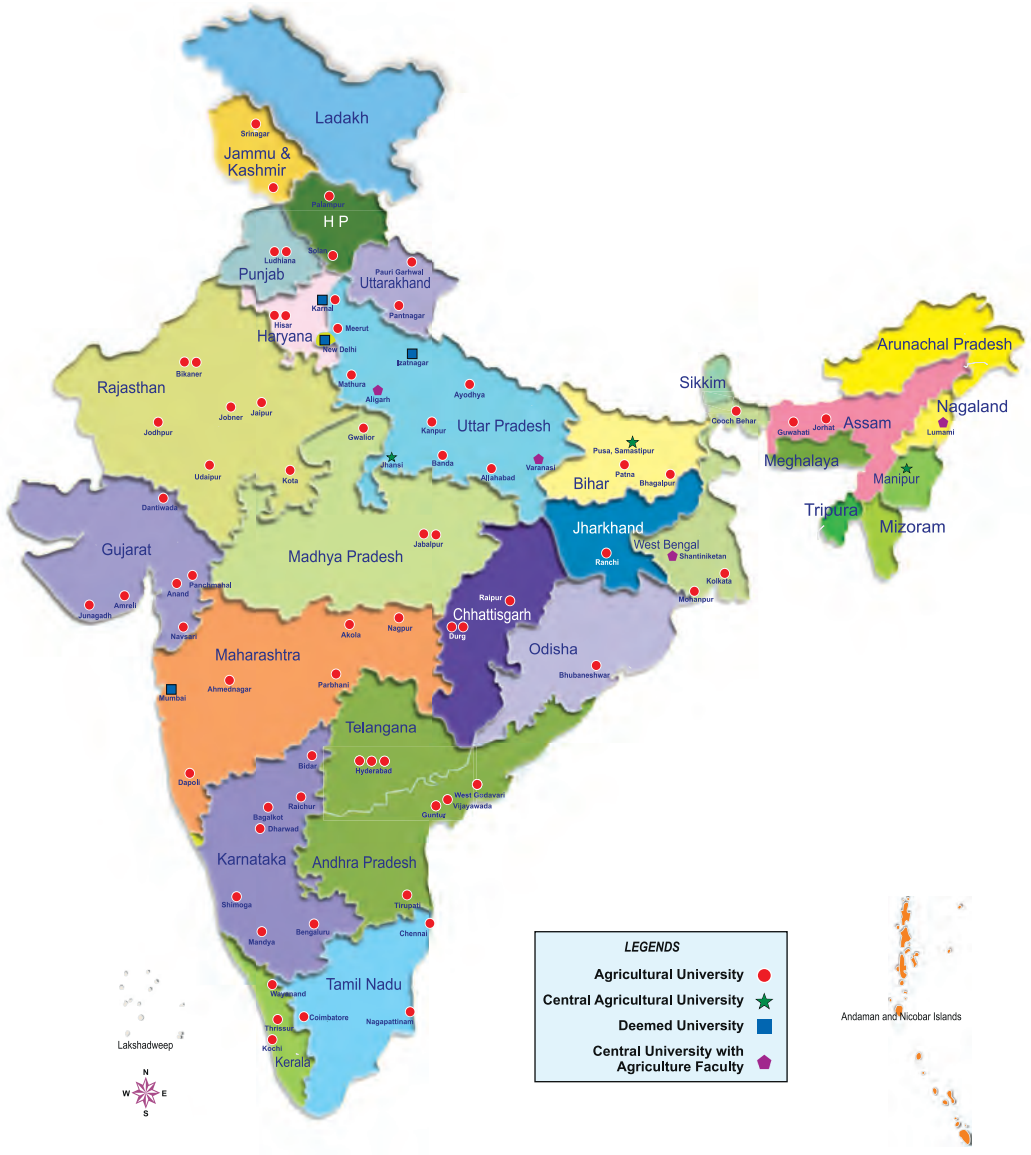 Ladakh
Srinagar
Jammu &
Kashmir
Palampur
H P
Solan
Ludhiana
Punjab
Pauri Garhwal
Uttarakhand
Pantnagar
Karnal
Hisar
Haryana
Meerut
New Delhi
Izatnagar
Mathura
Aligarh
Ayodhya
Bikaner
Rajasthan
Jobner
Jaipur
Jodhpur
Udaipur
Kota
Gwalior
Kanpur
Uttar Pradesh
Jhansi
Banda
Allahabad
Varanasi
Sikkim
Cooch Behar
Arunachal Pradesh
Nagaland
Lumami
Assam
Guwahati
Jorhat
Meghalaya
Manipur
Tripura
Mizoram
Pusa, Samastipur
Patna
Bihar
Bhagalpur
Jharkhand
Ranchi
West Bengal
Shantiniketan
Kolkata
Mohanpur
Dantiwada
Gujarat
Panchmahal
Anand
Amreli
Junagadh
Navsari
Madhya Pradesh
Jabalpur
Raipur
Chhattisgarh
Durg
Odisha
Bhubaneshwar
Akola
Nagpur
Maharashtra
Ahmednagar
Parbhani
Mumbai
Dapoli
Telangana
Hyderabad
Bidar
Raichur
Bagalkot
Dharwad
Karnataka
Shimoga
Mandya
Bengaluru
West Godavari
Vijayawada
Guntur
Andhra Pradesh
Tirupati
Chennai
Tamil Nadu
Wayanand
Coimbatore
Nagapattinam
Thrissur
Kochi
Kerala
Lakshadweep
N
W E
S
LEGENDS
Agricultural University
Central Agricultural University
Deemed University
Central University with
Agriculture Faculty
Andaman and Nicobar Islands